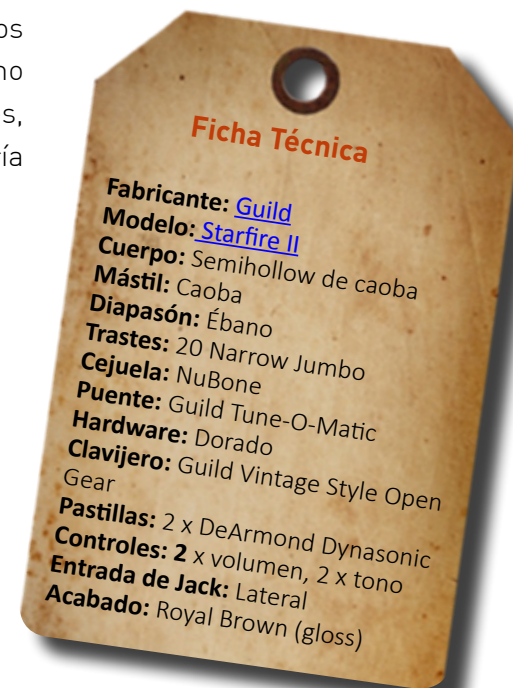 os
no
s,
ía
Ficha Técnica
Fabricante: Guild
Modelo: Starfire II
Cuerpo: Semihollow de caoba
Mástil: Caoba
Diapasón: Ébano
Trastes: 20 Narrow Jumbo
Cejuela: NuBone
Puente: Guild Tune-O-Matic
Hardware: Dorado
Clavijero: Guild Vintage Style Open
Gear
Pastillas: 2 x DeArmond Dynasonic
Controles: 2 x volumen, 2 x tono
Entrada de Jack: Lateral
Acabado: Royal Brown (gloss)